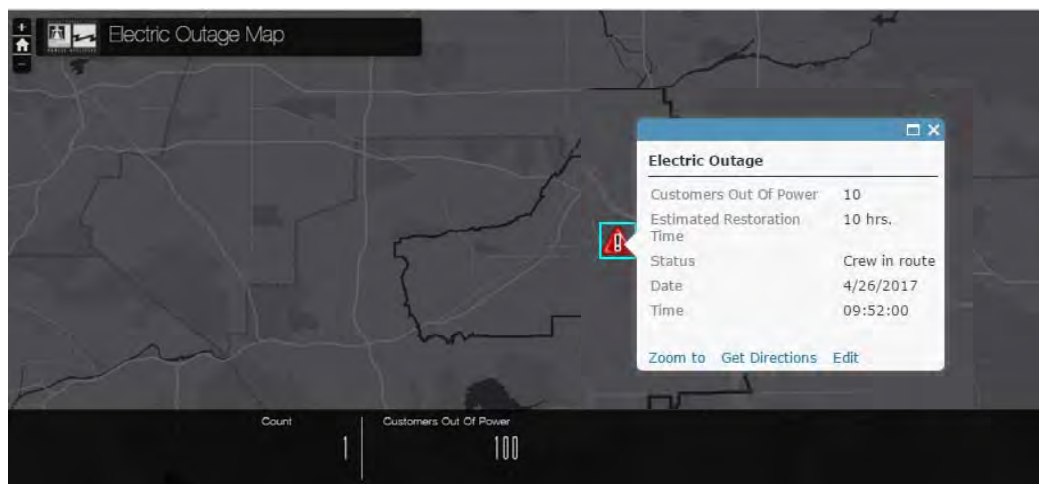 +
Electric Outage Map
-
Electric Outage
Customers Out Of Power 10
Estimated Restoration 10 hrs.
Time
Status Crew in route
Date 4/26/2017
Time 09:52:00
Zoom to Get Directions Edit
Count Customers Out Of Power
1 100